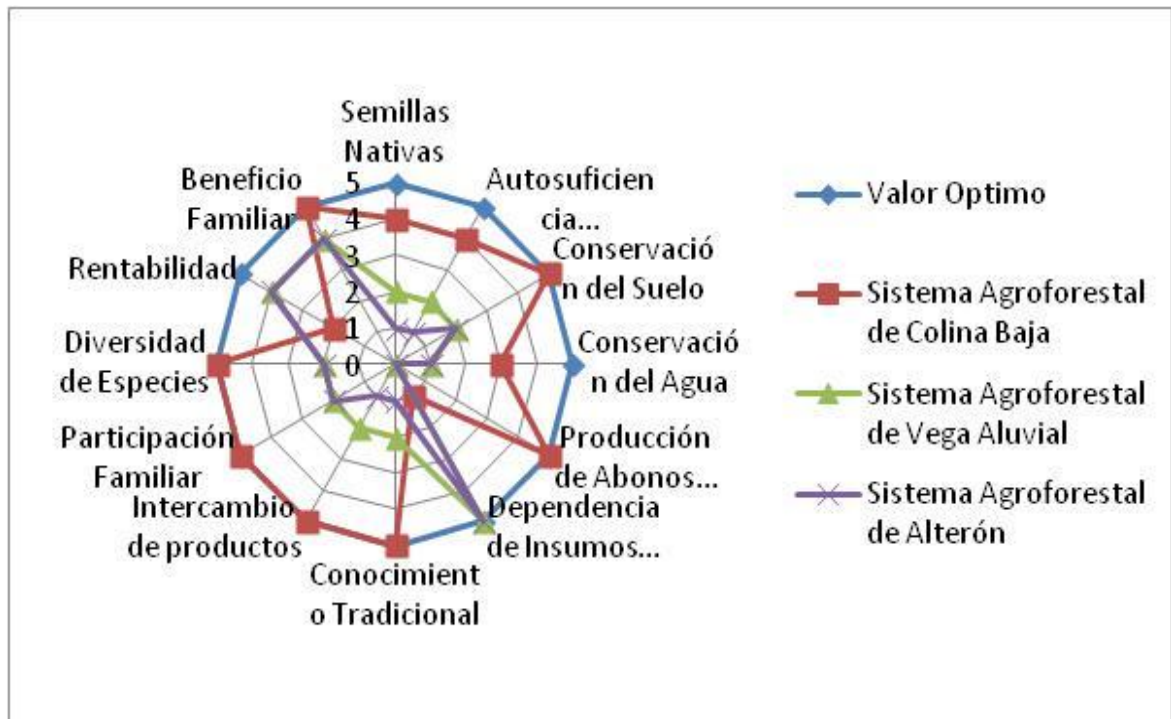 Semillas
Nativas
Autosuficien
cia...
Conservació
n del Suelo
Conservació
n del Agua
Producción
de Abonos...
Dependencia
de Insumos...
Conocimient
o Tradicional
Intercambio
de productos
Participación
Familiar
Diversidad
de Especies
Rentabilidad
Beneficio
Familiar
5
4
3
2
1
0
Valor Optimo
Sistema Agroforestal
de Colina Baja
Sistema Agroforestal
de Vega Aluvial
Sistema Agroforestal
de Alterón